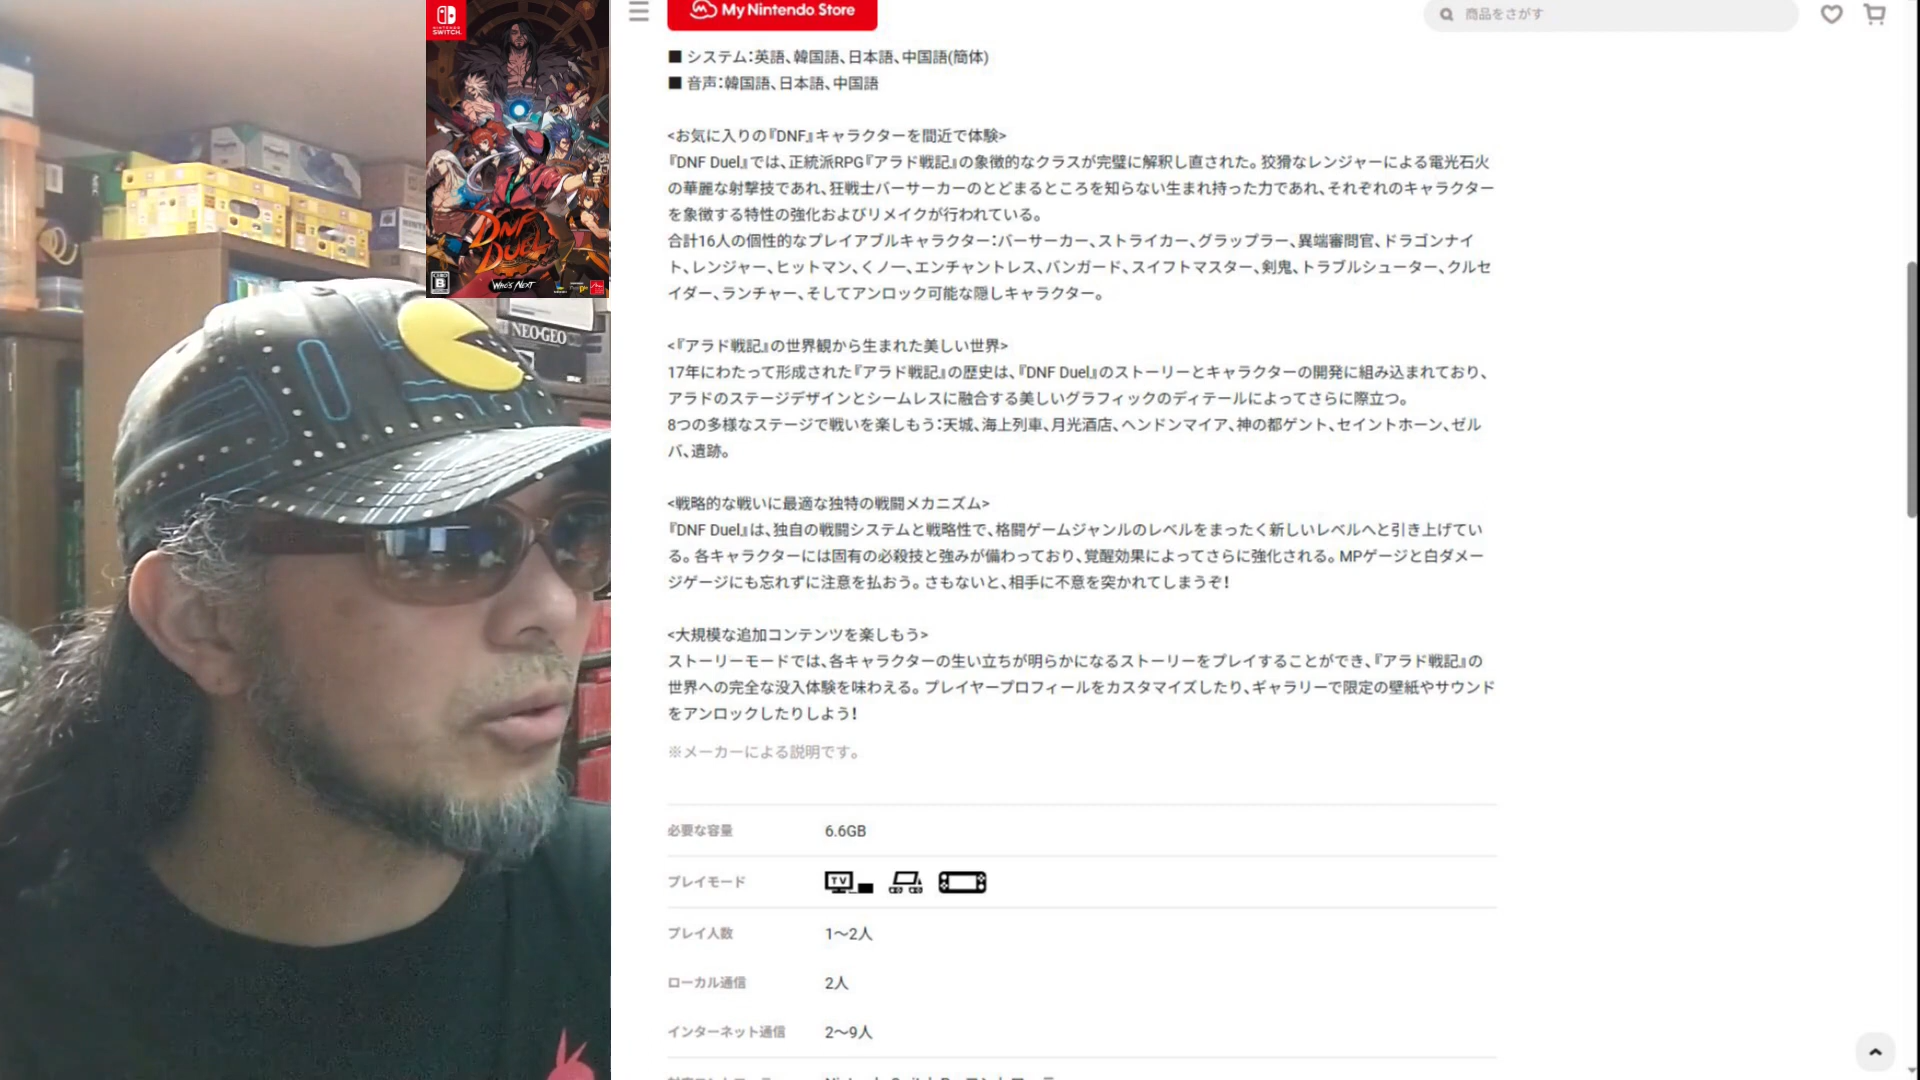 NINTENDO
SWITCH
DNF
DUEL
WHO'S NEXT
B
NEO·GEO
My Nintendo Store
商品をさがす
■ システム：英語、韓国語、日本語、中国語(簡体)
■ 音声：韓国語、日本語、中国語
<お気に入りの『DNF』キャラクターを間近で体験>
『DNF Duel』では、正統派RPG『アラド戦記』の象徴的なクラスが完璧に解釈し直された。狡猾なレンジャーによる電光石火
の華麗な射撃技であれ、狂戦士バーサーカーのとどまるところを知らない生まれ持った力であれ、それぞれのキャラクター
を象徴する特性の強化およびリメイクが行われている。
合計16人の個性的なプレイアブルキャラクター：バーサーカー、ストライカー、グラップラー、異端審問官、ドラゴンナイ
ト、レンジャー、ヒットマン、くノ一、エンチャントレス、バンガード、スイフトマスター、剣鬼、トラブルシューター、クルセ
イダー、ランチャー、そしてアンロック可能な隠しキャラクター。
<『アラド戦記』の世界観から生まれた美しい世界>
17年にわたって形成された『アラド戦記』の歴史は、『DNF Duel』のストーリーとキャラクターの開発に組み込まれており、
アラドのステージデザインとシームレスに融合する美しいグラフィックのディテールによってさらに際立つ。
8つの多様なステージで戦いを楽しもう：天城、海上列車、月光酒店、ヘンドンマイア、神の都ゲント、セイントホーン、ゼル
バ、遺跡。
<戦略的な戦いに最適な独特の戦闘メカニズム>
『DNF Duel』は、独自の戦闘システムと戦略性で、格闘ゲームジャンルのレベルをまったく新しいレベルへと引き上げてい
る。各キャラクターには固有の必殺技と強みが備わっており、覚醒効果によってさらに強化される。MPゲージと白ダメー
ジゲージにも忘れずに注意を払おう。さもないと、相手に不意を突かれてしまうぞ！
<大規模な追加コンテンツを楽しもう>
ストーリーモードでは、各キャラクターの生い立ちが明らかになるストーリーをプレイすることができ、『アラド戦記』の
世界への完全な没入体験を味わえる。プレイヤープロフィールをカスタマイズしたり、ギャラリーで限定の壁紙やサウンド
をアンロックしたりしよう！
※メーカーによる説明です。
必要な容量 6.6GB
プレイモード TV
プレイ人数 1～2人
ローカル通信 2人
インターネット通信 2～9人